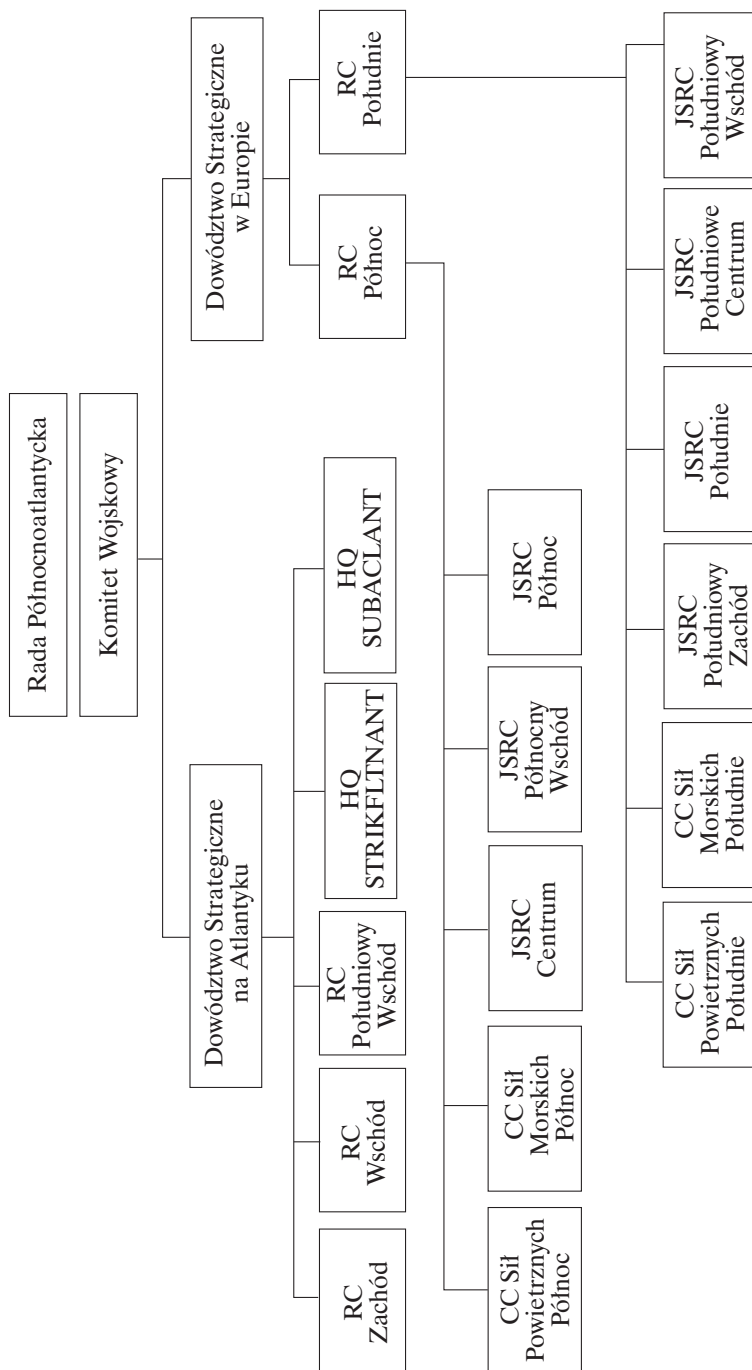 Rada Północnoatlantycka
Komitet Wojskowy
Dowództwo Strategiczne
na Atlantyku
Dowództwo Strategiczne
w Europie
RC
Zachód
RC
Wschód
RC
Południowy
Wschód
HQ
STRIKFLTNANT
HQ
SUBACLANT
RC
Północ
RC
Południe
CC Sił
Powietrznych
Północ
CC Sił
Morskich
Północ
JSRC
Centrum
JSRC
Północny
Wschód
JSRC
Północ
CC Sił
Powietrznych
Południe
CC Sił
Morskich
Południe
JSRC
Południowy
Zachód
JSRC
Południe
JSRC
Południowe
Centrum
JSRC
Południowy
Wschód